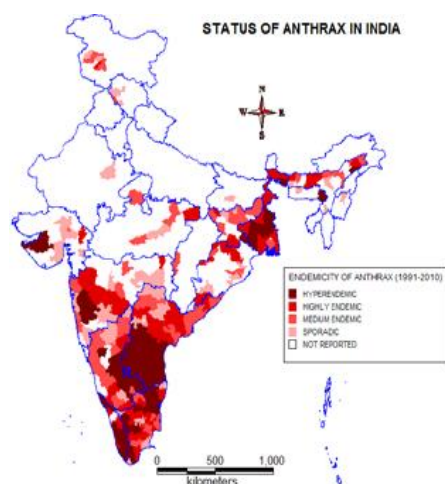 STATUS OF ANTHRAX IN INDIA
N
W E
S
ENDEMICITY OF ANTHRAX (1991-2010)
HYPERENDEMIC
HIGHLY ENDEMIC
MEDIUM ENDEMIC
SPORADIC
NOT REPORTED
0 500 1,000
kilometers